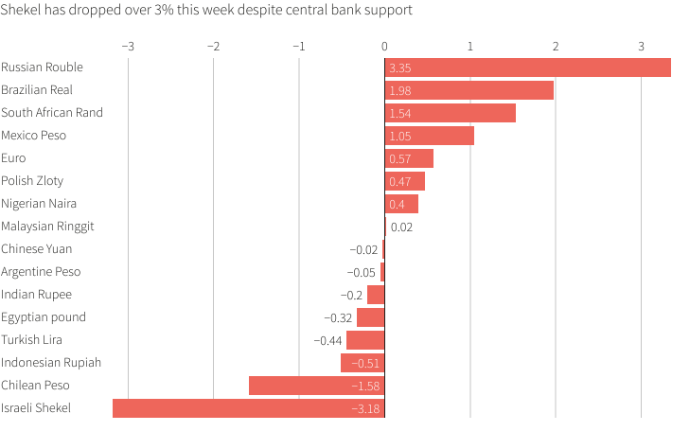 Shekel has dropped over 3% this week despite central bank support
−3 −2 −1 0 1 2 3
Russian Rouble 3.35
Brazilian Real 1.98
South African Rand 1.54
Mexico Peso 1.05
Euro 0.57
Polish Zloty 0.47
Nigerian Naira 0.4
Malaysian Ringgit 0.02
Chinese Yuan −0.02
Argentine Peso −0.05
Indian Rupee −0.2
Egyptian pound −0.32
Turkish Lira −0.44
Indonesian Rupiah −0.51
Chilean Peso −1.58
Israeli Shekel −3.18